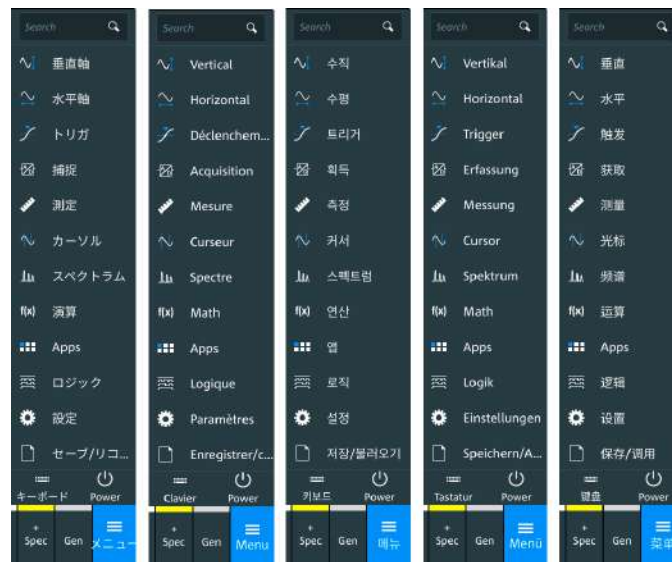 Search
垂直軸
水平軸
トリガ
捕捉
測定
カーソル
スペクトラム
f(x) 演算
Apps
ロジック
設定
セーブ/リコ...
キーボード Power
+
Spec Gen メニュー
Search
Vertical
Horizontal
Déclenchem...
Acquisition
Mesure
Curseur
Spectre
f(x) Math
Apps
Logique
Paramètres
Enregistrer/c...
Clavier Power
+
Spec Gen Menu
Search
수직
수평
트리거
획득
측정
커서
스펙트럼
f(x) 연산
앱
로직
설정
저장/불러오기
키보드 Power
+
Spec Gen 메뉴
Search
Vertikal
Horizontal
Trigger
Erfassung
Messung
Cursor
Spektrum
f(x) Math
Apps
Logik
Einstellungen
Speichern/A...
Tastatur Power
+
Spec Gen Menü
Search
垂直
水平
触发
获取
测量
光标
频谱
f(x) 运算
Apps
逻辑
设置
保存/调用
键盘 Power
+
Spec Gen 菜单